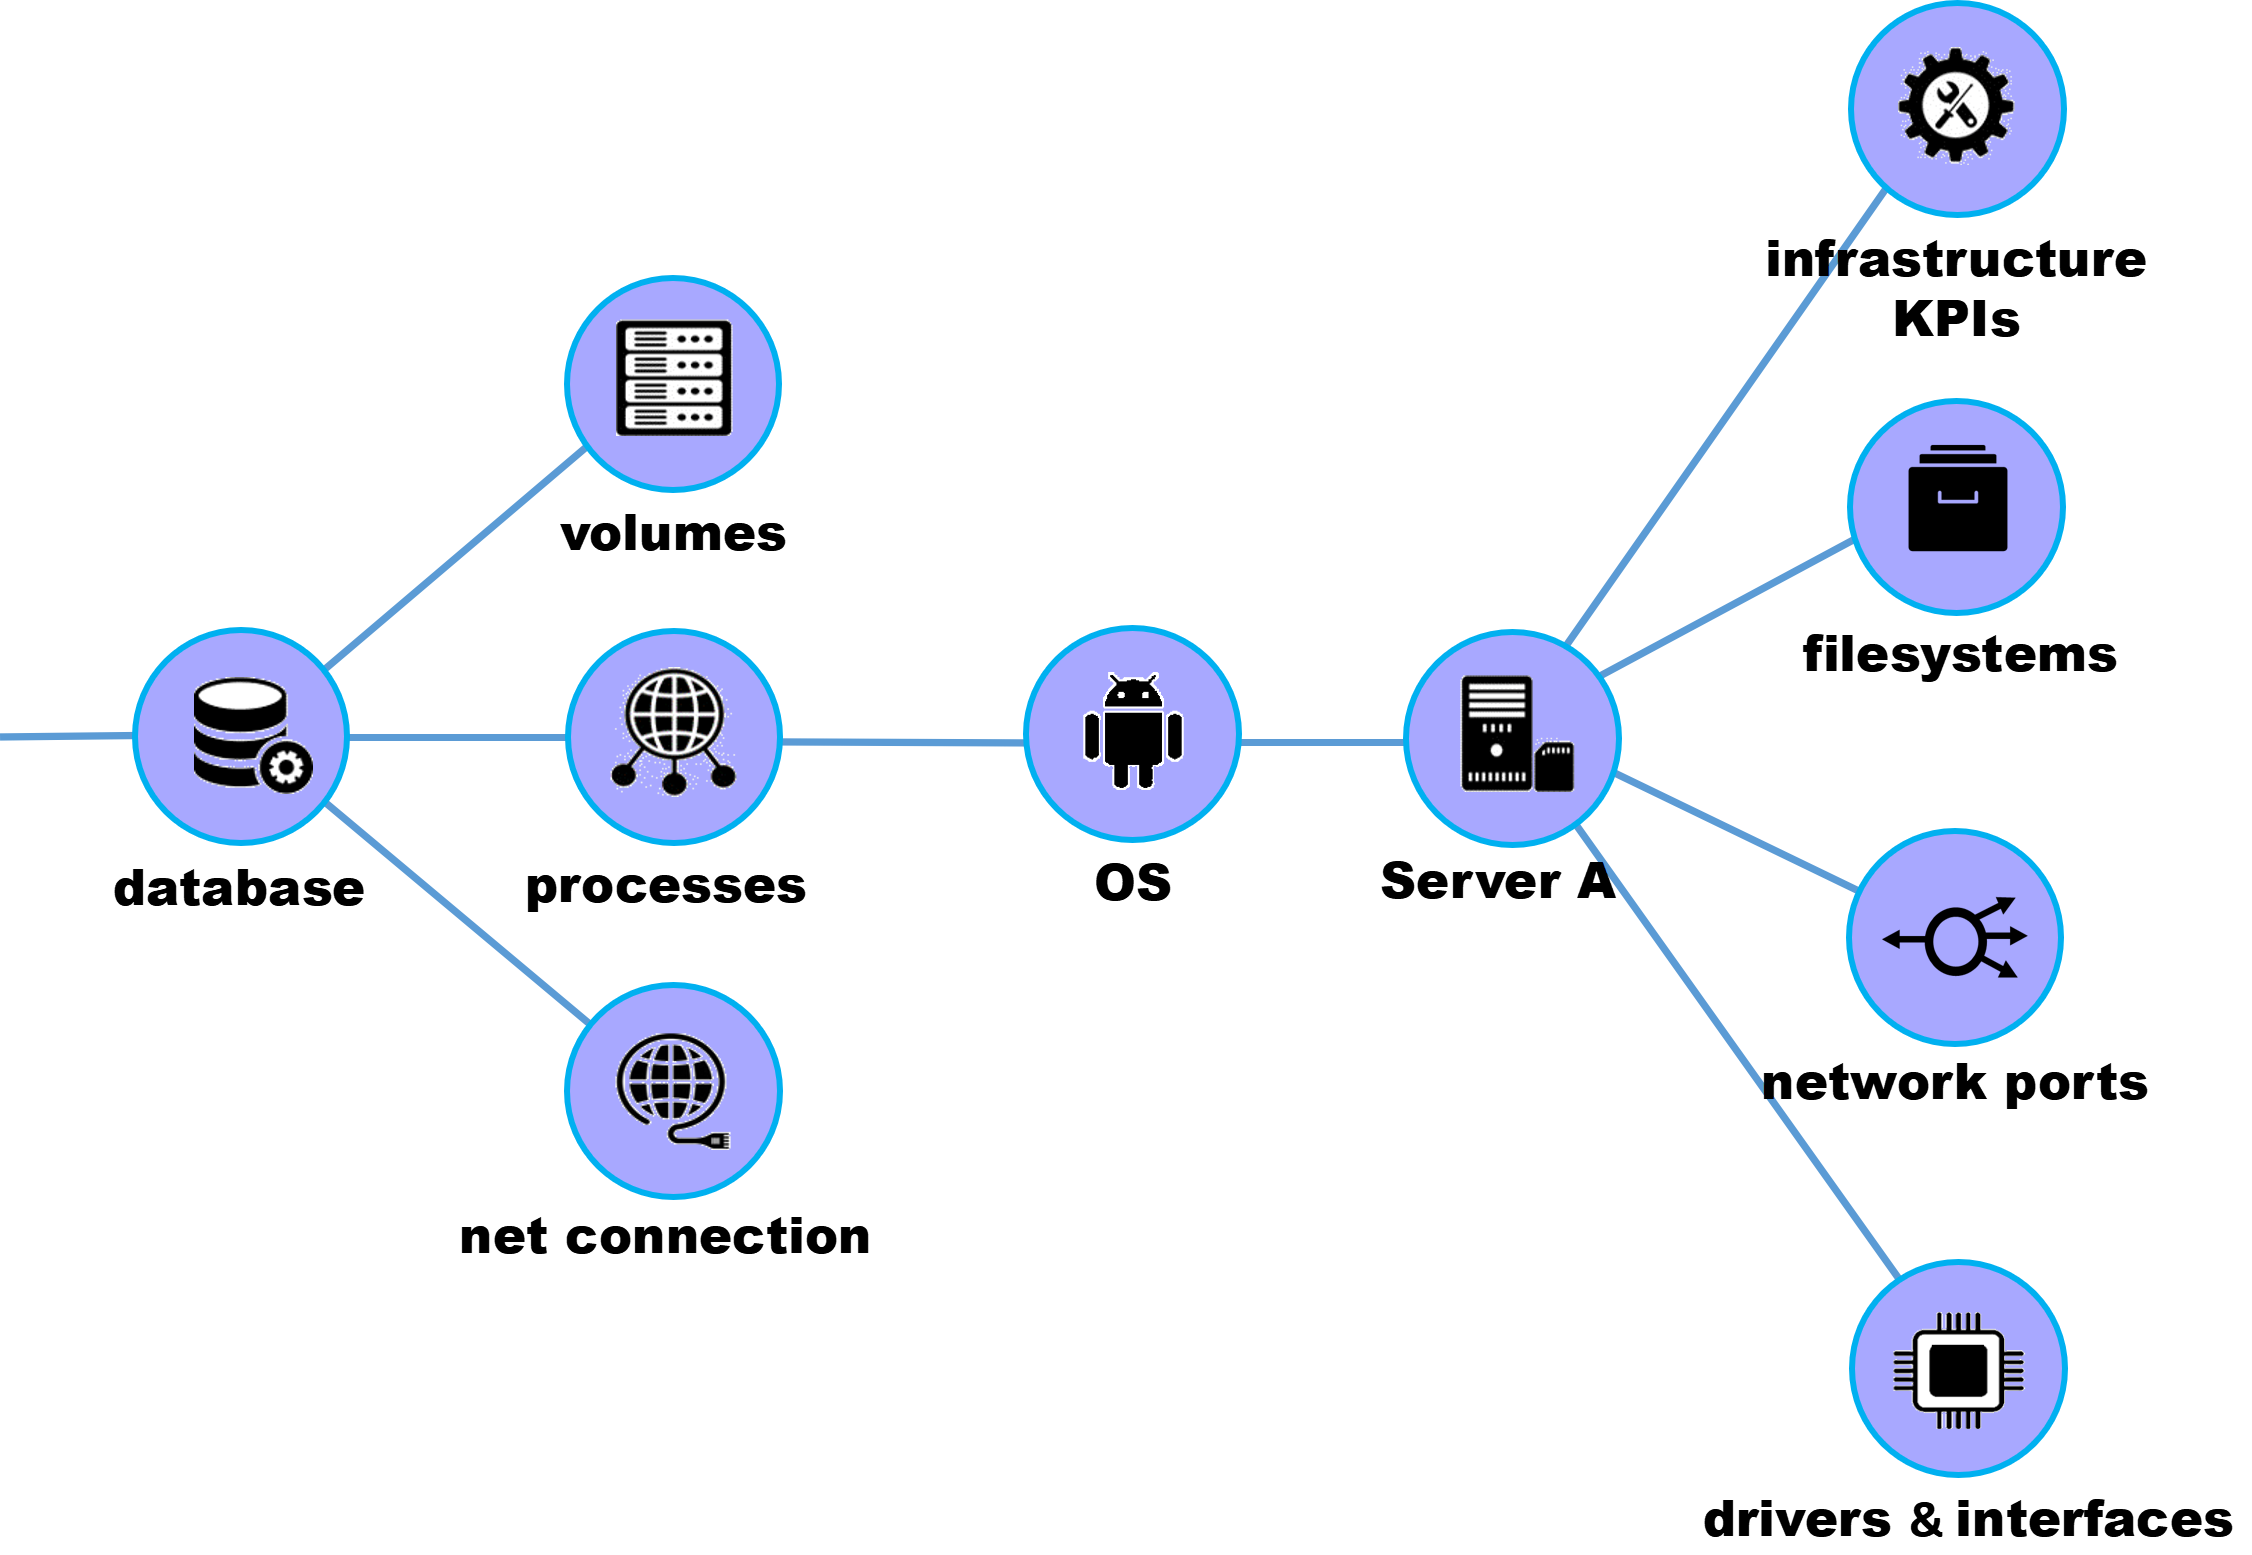 infrastructure
KPIs
volumes
filesystems
database
processes
OS
Server A
network ports
net connection
drivers & interfaces